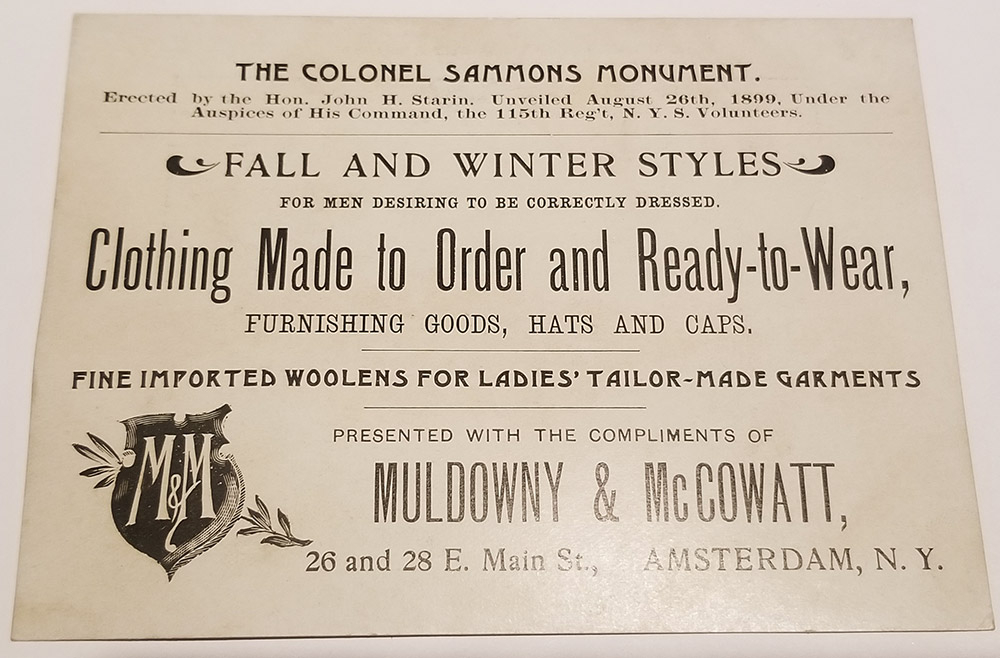 THE COLONEL SAMMONS MONUMENT.
Erected by the Hon. John H. Starin. Unveiled August 26th, 1899, Under the
Auspices of His Command, the 115th Reg't, N. Y. S. Volunteers.
FALL AND WINTER STYLES
FOR MEN DESIRING TO BE CORRECTLY DRESSED.
Clothing Made to Order and Ready-to-Wear,
FURNISHING GOODS, HATS AND CAPS.
FINE IMPORTED WOOLENS FOR LADIES' TAILOR-MADE GARMENTS
M&M
PRESENTED WITH THE COMPLIMENTS OF
MULDOWNY & McCOWATT,
26 and 28 E. Main St., AMSTERDAM, N. Y.